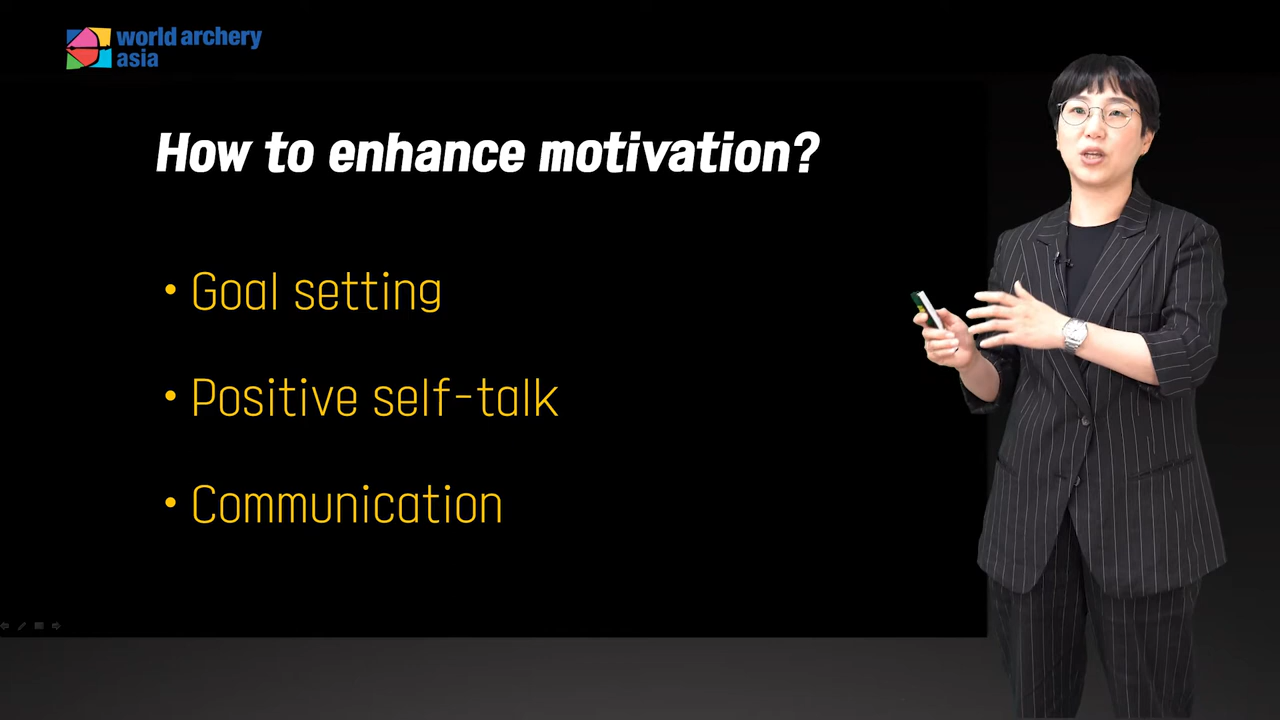 world archery
asia
How to enhance motivation?
• Goal setting
• Positive self-talk
• Communication